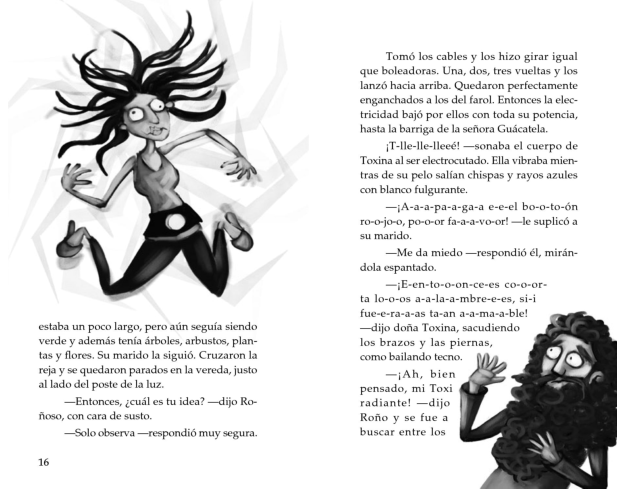 estaba un poco largo, pero aún seguía siendo
verde y además tenía árboles, arbustos, plan-
tas y flores. Su marido la siguió. Cruzaron la
reja y se quedaron parados en la vereda, justo
al lado del poste de la luz.
—Entonces, ¿cuál es tu idea? —dijo Ro-
ñoso, con cara de susto.
—Solo observa —respondió muy segura.
16
Tomó los cables y los hizo girar igual
que boleadoras. Una, dos, tres vueltas y los
lanzó hacia arriba. Quedaron perfectamente
enganchados a los del farol. Entonces la elec-
tricidad bajó por ellos con toda su potencia,
hasta la barriga de la señora Guácatela.
¡T-lle-lle-lleeé! —sonaba el cuerpo de
Toxina al ser electrocutado. Ella vibraba mien-
tras de su pelo salían chispas y rayos azules
con blanco fulgurante.
—¡A-a-a-pa-a-ga-a e-e-el bo-o-to-ón
ro-o-jo-o, po-o-or fa-a-a-vo-or! —le suplicó a
su marido.
—Me da miedo —respondió él, mirán-
dola espantado.
—¡E-en-to-o-on-ce-es co-o-or-
ta lo-o-os a-a-la-a-mbre-e-es, si-i
fue-e-ra-a-as ta-an a-a-ma-a-ble!
—dijo doña Toxina, sacudiendo
los brazos y las piernas,
como bailando tecno.
—¡Ah, bien
pensado, mi Toxi
radiante! —dijo
Roño y se fue a
buscar entre los